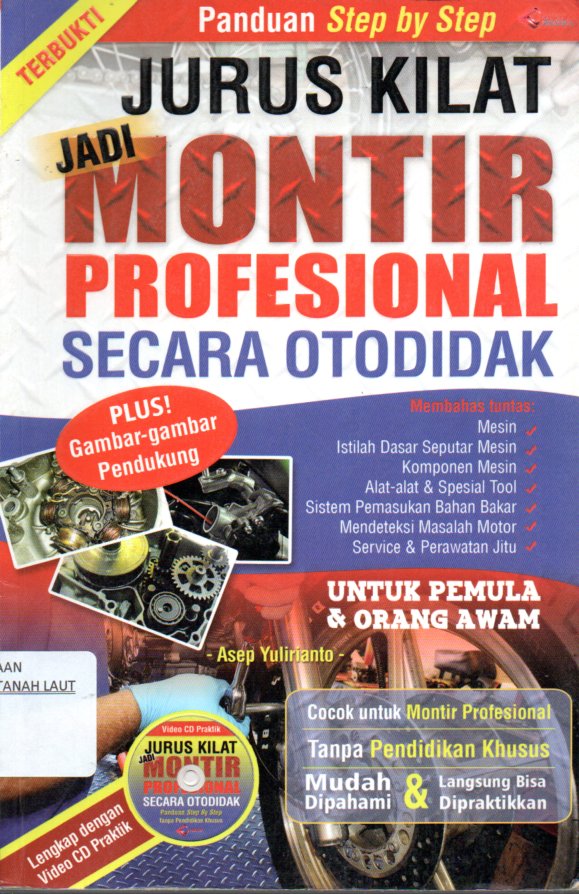 TERBUKTI
Panduan Step by Step
JURUS KILAT
JADI
MONTIR
PROFESIONAL
SECARA OTODIDAK
PLUS!
Gambar-gambar
Pendukung
Membahas tuntas:
Mesin
Istilah Dasar Seputar Mesin
Komponen Mesin
Alat-alat & Spesial Tool
Sistem Pemasukan Bahan Bakar
Mendeteksi Masalah Motor
Service & Perawatan Jitu
UNTUK PEMULA
& ORANG AWAM
- Asep Yulirianto -
AAN
TANAH LAUT
Cocok untuk Montir Profesional
Tanpa Pendidikan Khusus
Mudah
Dipahami
&
Langsung Bisa
Dipraktikkan
Video CD Praktik
JURUS KILAT
JADI
MONTIR
PROFESIONAL
SECARA OTODIDAK
Panduan Step By Step
Tanpa Pendidikan Khusus
Lengkap dengan
Video CD Praktik